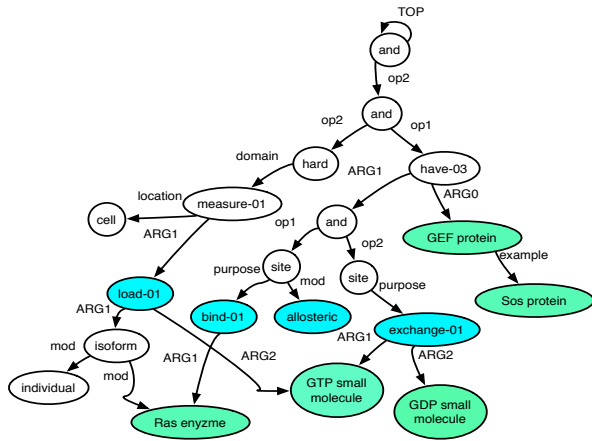 TOP
and
op2
and
op2
op1
hard
have-03
domain
ARG1
ARG0
location
measure-01
cell
and
GEF protein
op1
op2
example
ARG1
site
site
purpose
mod
purpose
Sos protein
load-01
bind-01
allosteric
exchange-01
ARG1
ARG1
ARG2
mod
isoform
ARG1
ARG2
mod
individual
GTP small
molecule
GDP small
molecule
Ras enyzme